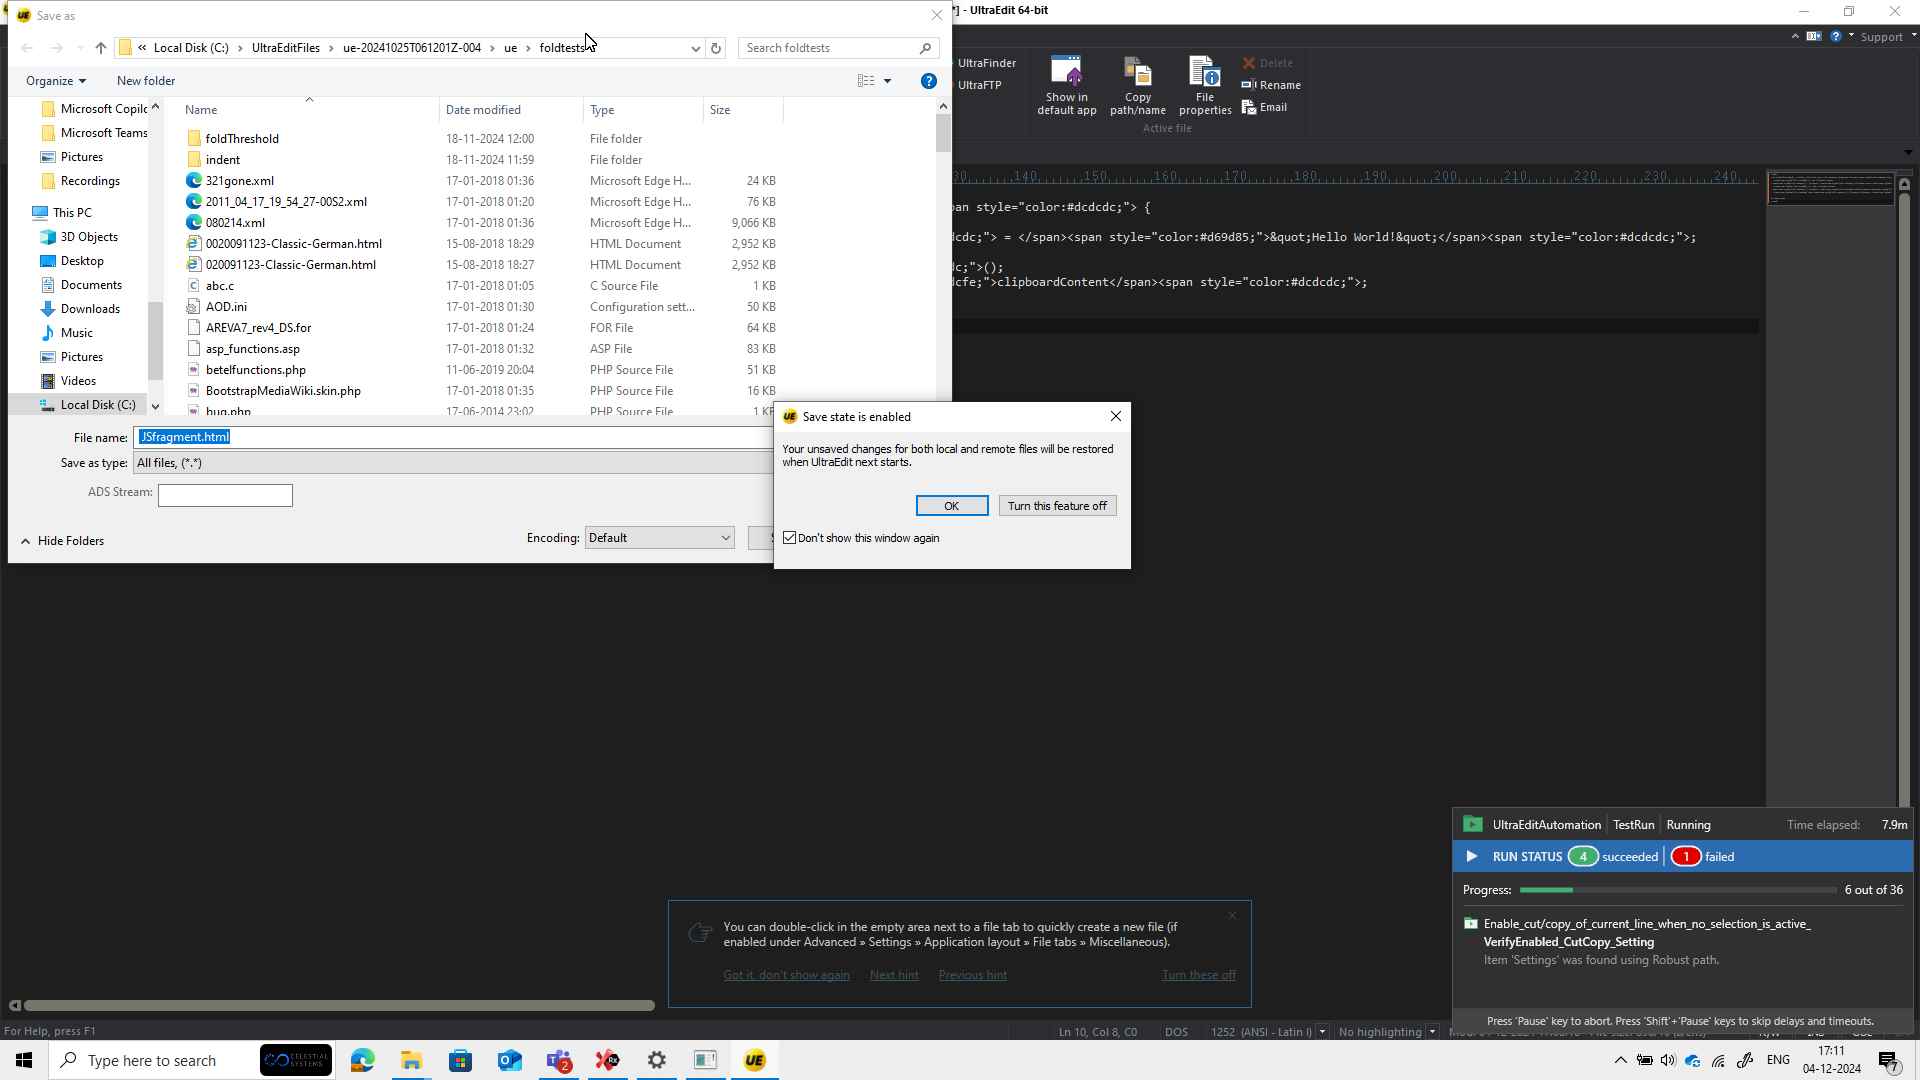 Save as
*] - UltraEdit 64-bit
« Local Disk (C:) › UltraEditFiles › ue-20241025T061201Z-004 › ue › foldtests
Search foldtests
Support
Organize
New folder
UltraFinder
UltraFTP
Show in
default app
Copy
path/name
File
properties
Delete
Rename
Email
Active file
Microsoft Copilc
Microsoft Teams
Pictures
Recordings
This PC
3D Objects
Desktop
Documents
Downloads
Music
Pictures
Videos
Local Disk (C:)
Name Date modified Type Size
foldThreshold 18-11-2024 12:00 File folder
indent 18-11-2024 11:59 File folder
321gone.xml 17-01-2018 01:36 Microsoft Edge H... 24 KB
2011_04_17_19_54_27-00S2.xml 17-01-2018 01:20 Microsoft Edge H... 76 KB
080214.xml 17-01-2018 01:36 Microsoft Edge H... 9,066 KB
0020091123-Classic-German.html 15-08-2018 18:29 HTML Document 2,952 KB
020091123-Classic-German.html 15-08-2018 18:27 HTML Document 2,952 KB
abc.c 17-01-2018 01:05 C Source File 1 KB
AOD.ini 17-01-2018 01:30 Configuration sett... 50 KB
AREVA7_rev4_DS.for 17-01-2018 01:24 FOR File 64 KB
asp_functions.asp 17-01-2018 01:32 ASP File 83 KB
betelfunctions.php 11-06-2019 20:04 PHP Source File 51 KB
BootstrapMediaWiki.skin.php 17-01-2018 01:35 PHP Source File 16 KB
bug.php 17-06-2014 23:02 PHP Source File 1 KB
File name: JSfragment.html
Save as type: All files, (*.*)
ADS Stream:
Hide Folders
Encoding: Default
30 140 150 160 170 180 190 200 210 220 230 240
pan style="color:#dcdcdc;"> {
dcdc;"> = </span><span style="color:#d69d85;">&quot;Hello World!&quot;</span><span style="color:#dcdcdc;">;
dc;">();
dcfe;">clipboardContent</span><span style="color:#dcdcdc;">;
Save state is enabled
Your unsaved changes for both local and remote files will be restored
when UltraEdit next starts.
OK
Turn this feature off
Don't show this window again
You can double-click in the empty area next to a file tab to quickly create a new file (if
enabled under Advanced » Settings » Application layout » File tabs » Miscellaneous).
Got it, don't show again Next hint Previous hint Turn these off
UltraEditAutomation TestRun Running Time elapsed: 7.9m
RUN STATUS 4 succeeded 1 failed
Progress: 6 out of 36
Enable_cut/copy_of_current_line_when_no_selection_is_active_
VerifyEnabled_CutCopy_Setting
Item 'Settings' was found using Robust path.
Press 'Pause' key to abort. Press 'Shift'+'Pause' keys to skip delays and timeouts.
For Help, press F1
Ln 10, Col 8, C0 DOS 1252 (ANSI - Latin I) No highlighting
Type here to search
CELESTIAL
SYSTEMS
2
ENG
17:11
04-12-2024
7